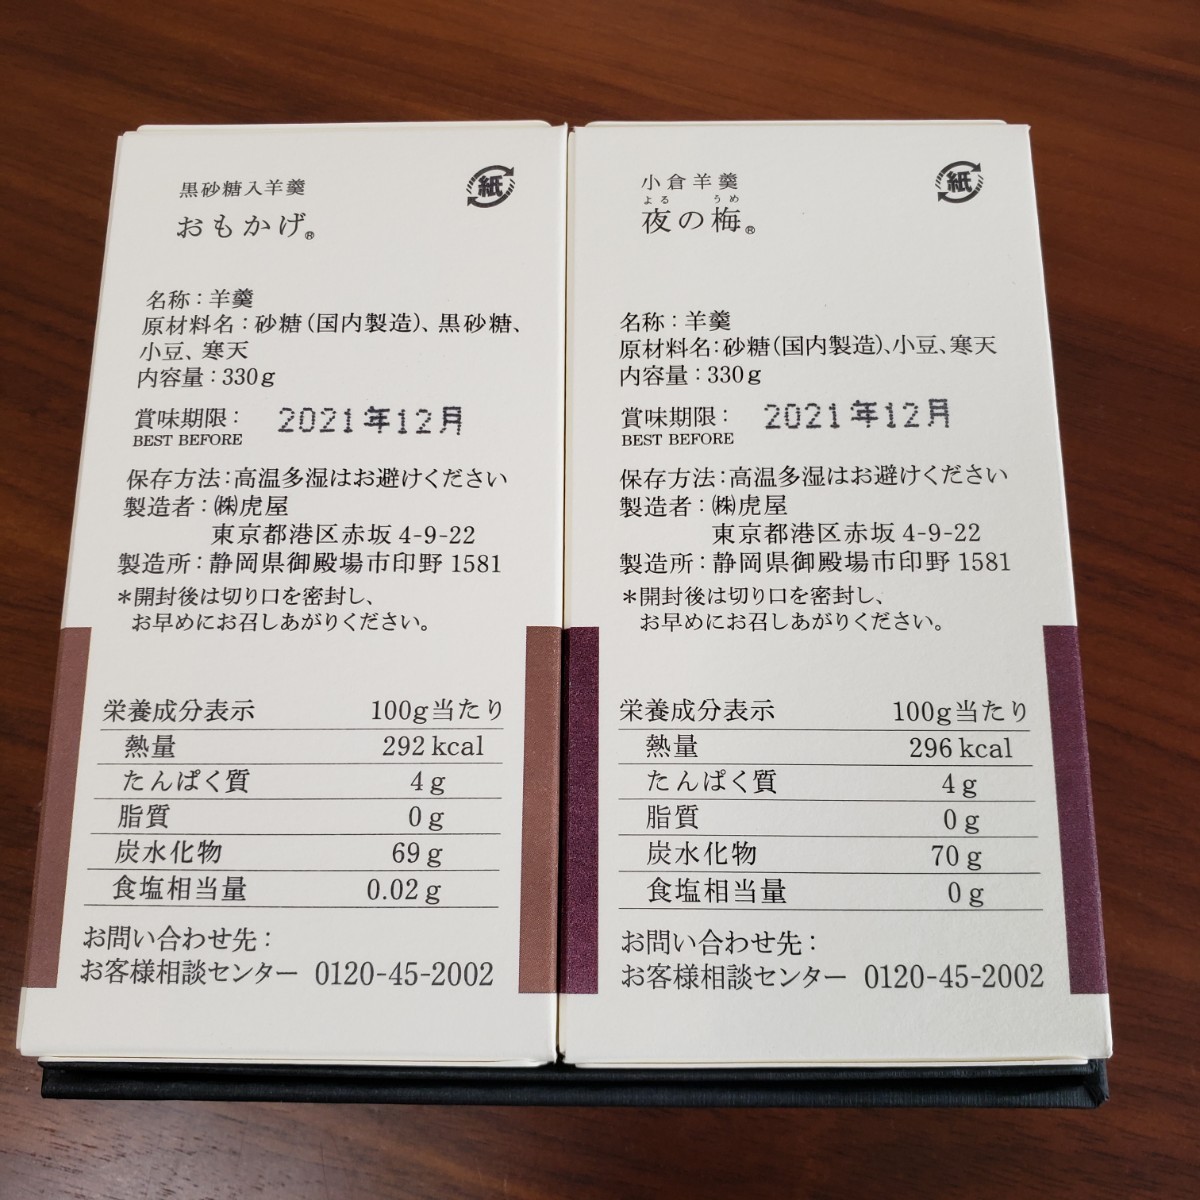 黒砂糖入羊羹
おもかげ®
紙
名称：羊羹
原材料名：砂糖（国内製造）、黒砂糖、
小豆、寒天
内容量：330g
賞味期限：
BEST BEFORE
2021年12月
保存方法：高温多湿はお避けください
製造者：㈱虎屋
東京都港区赤坂 4-9-22
製造所：静岡県御殿場市印野 1581
＊開封後は切り口を密封し、
お早めにお召しあがりください。
栄養成分表示 100g当たり
熱量 292 kcal
たんぱく質 4 g
脂質 0 g
炭水化物 69 g
食塩相当量 0.02 g
お問い合わせ先：
お客様相談センター 0120-45-2002
小倉羊羹
よる うめ
夜の梅®
紙
名称：羊羹
原材料名：砂糖（国内製造）、小豆、寒天
内容量：330g
賞味期限：
BEST BEFORE
2021年12月
保存方法：高温多湿はお避けください
製造者：㈱虎屋
東京都港区赤坂 4-9-22
製造所：静岡県御殿場市印野 1581
＊開封後は切り口を密封し、
お早めにお召しあがりください。
栄養成分表示 100g当たり
熱量 296 kcal
たんぱく質 4 g
脂質 0 g
炭水化物 70 g
食塩相当量 0 g
お問い合わせ先：
お客様相談センター 0120-45-2002